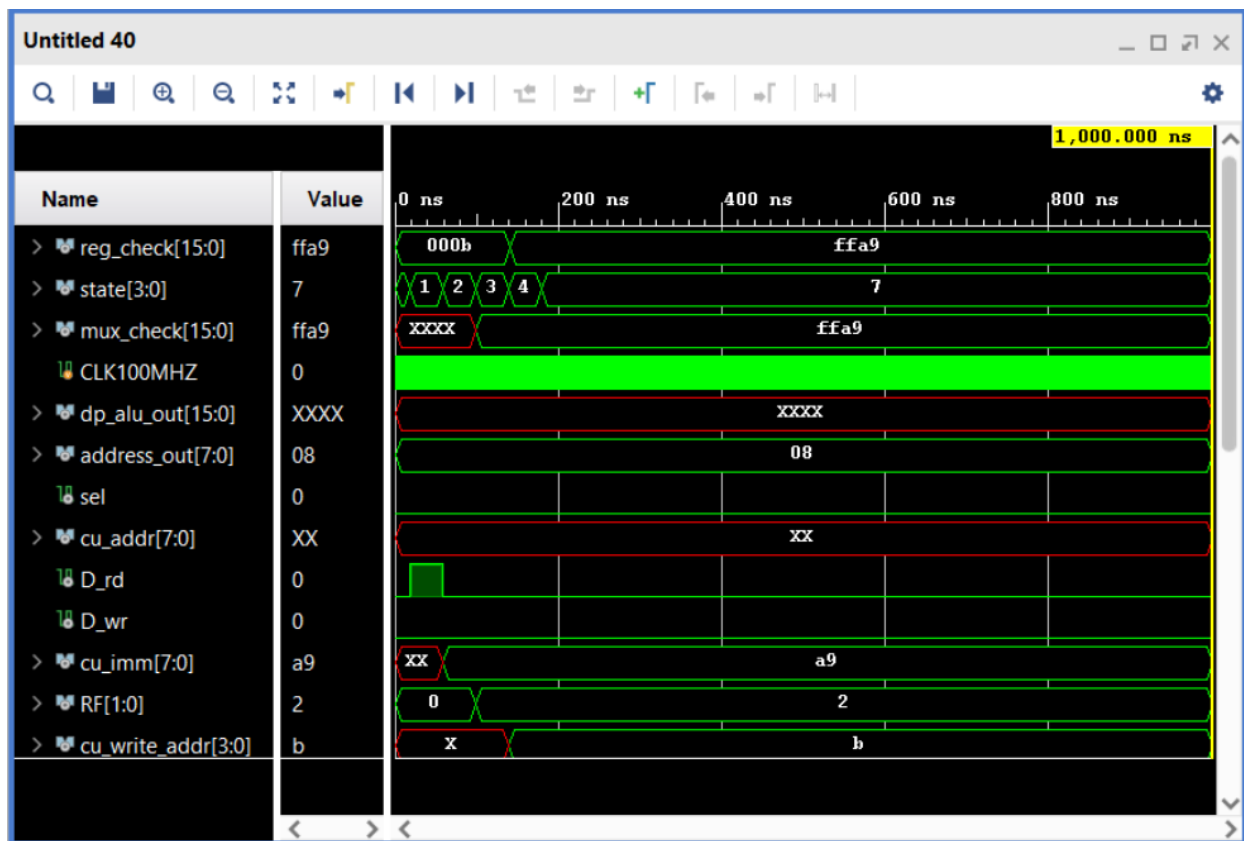 Untitled 40
1,000.000 ns
Name Value 0 ns 200 ns 400 ns 600 ns 800 ns
reg_check[15:0] ffa9 000b ffa9
state[3:0] 7 1 2 3 4 7
mux_check[15:0] ffa9 XXXX ffa9
CLK100MHZ 0
dp_alu_out[15:0] XXXX XXXX
address_out[7:0] 08 08
sel 0
cu_addr[7:0] XX XX
D_rd 0
D_wr 0
cu_imm[7:0] a9 XX a9
RF[1:0] 2 0 2
cu_write_addr[3:0] b X b